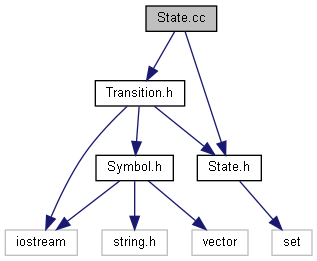 State.cc
Transition.h
Symbol.h
State.h
iostream
string.h
vector
set